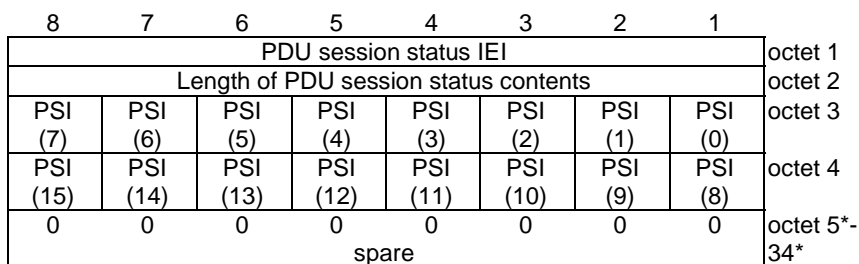 8 7 6 5 4 3 2 1
PDU session status IEI octet 1
Length of PDU session status contents octet 2
PSI PSI PSI PSI PSI PSI PSI PSI octet 3
(7) (6) (5) (4) (3) (2) (1) (0)
PSI PSI PSI PSI PSI PSI PSI PSI octet 4
(15) (14) (13) (12) (11) (10) (9) (8)
0 0 0 0 0 0 0 0 octet 5*-
spare 34*